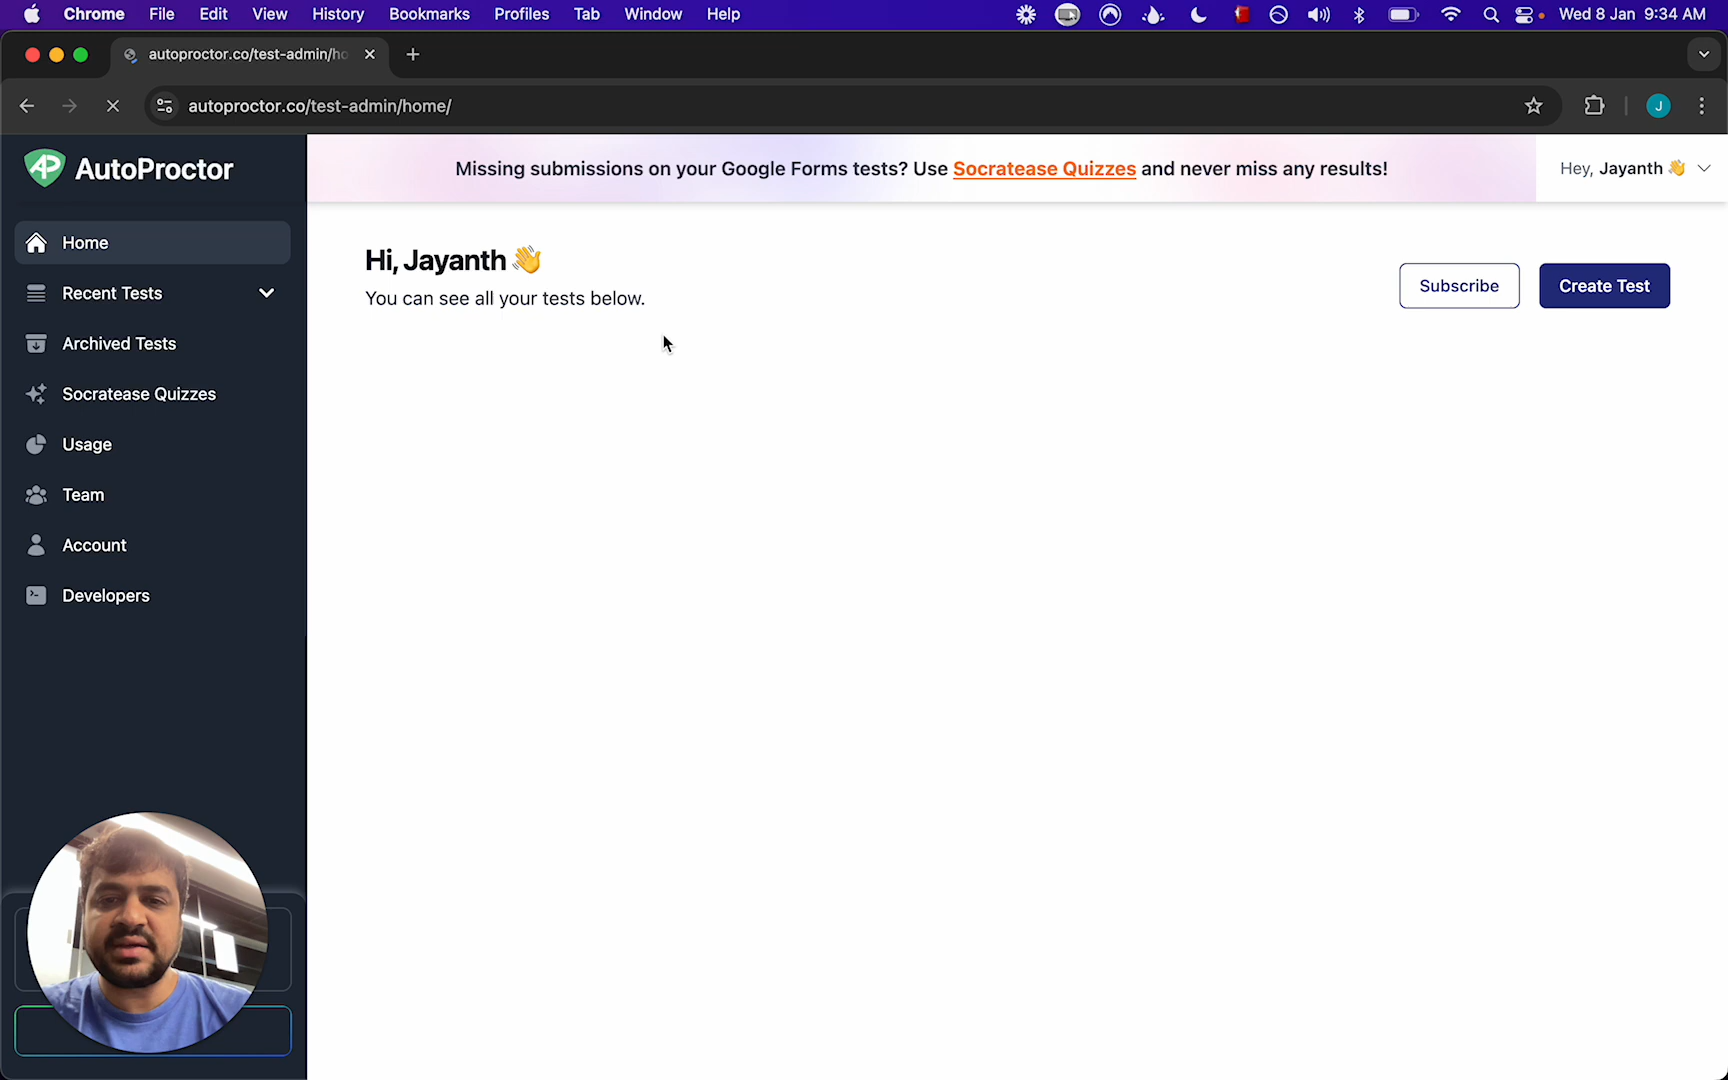 Chrome File Edit View History Bookmarks Profiles Tab Window Help Wed 8 Jan 9:34 AM
autoproctor.co/test-admin/ho
autoproctor.co/test-admin/home/ J
AP AutoProctor
Missing submissions on your Google Forms tests? Use Socratease Quizzes and never miss any results!
Hey, Jayanth 👋
Home
Recent Tests
Archived Tests
Socratease Quizzes
Usage
Team
Account
Developers
Hi, Jayanth 👋
You can see all your tests below.
Subscribe
Create Test